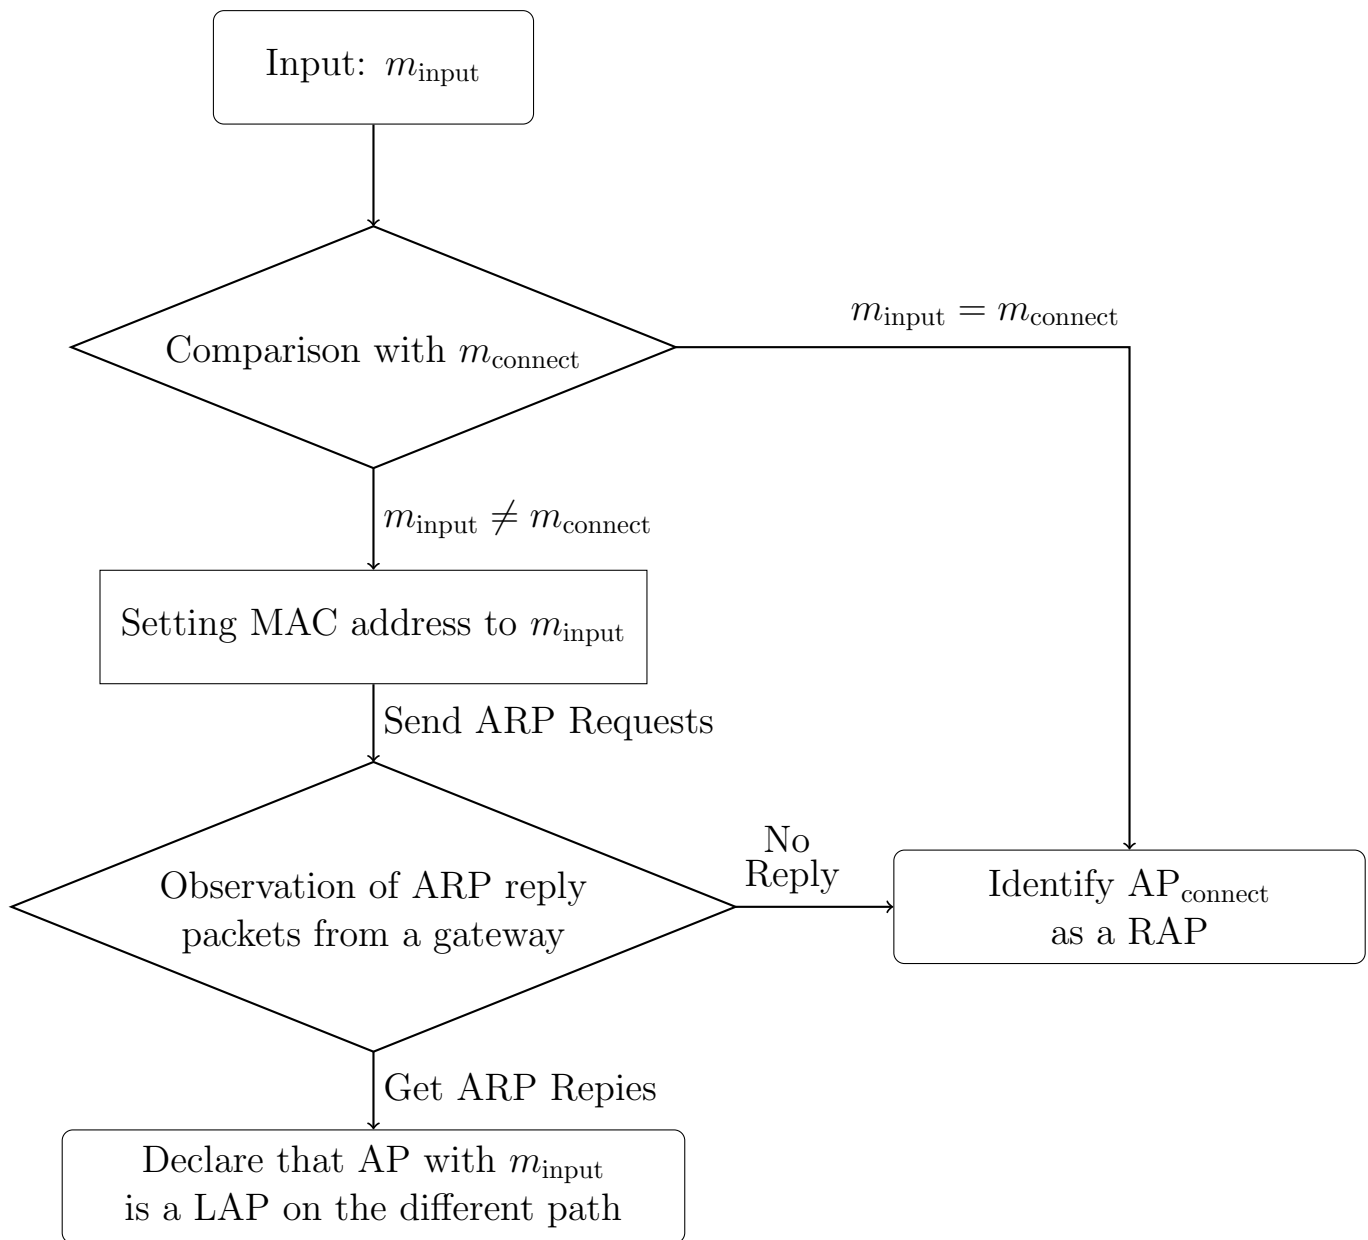 Input: m_input
m_input = m_connect
Comparison with m_connect
m_input ≠ m_connect
Setting MAC address to m_input
Send ARP Requests
No
Reply
Observation of ARP reply
packets from a gateway
Identify AP_connect
as a RAP
Get ARP Repies
Declare that AP with m_input
is a LAP on the different path